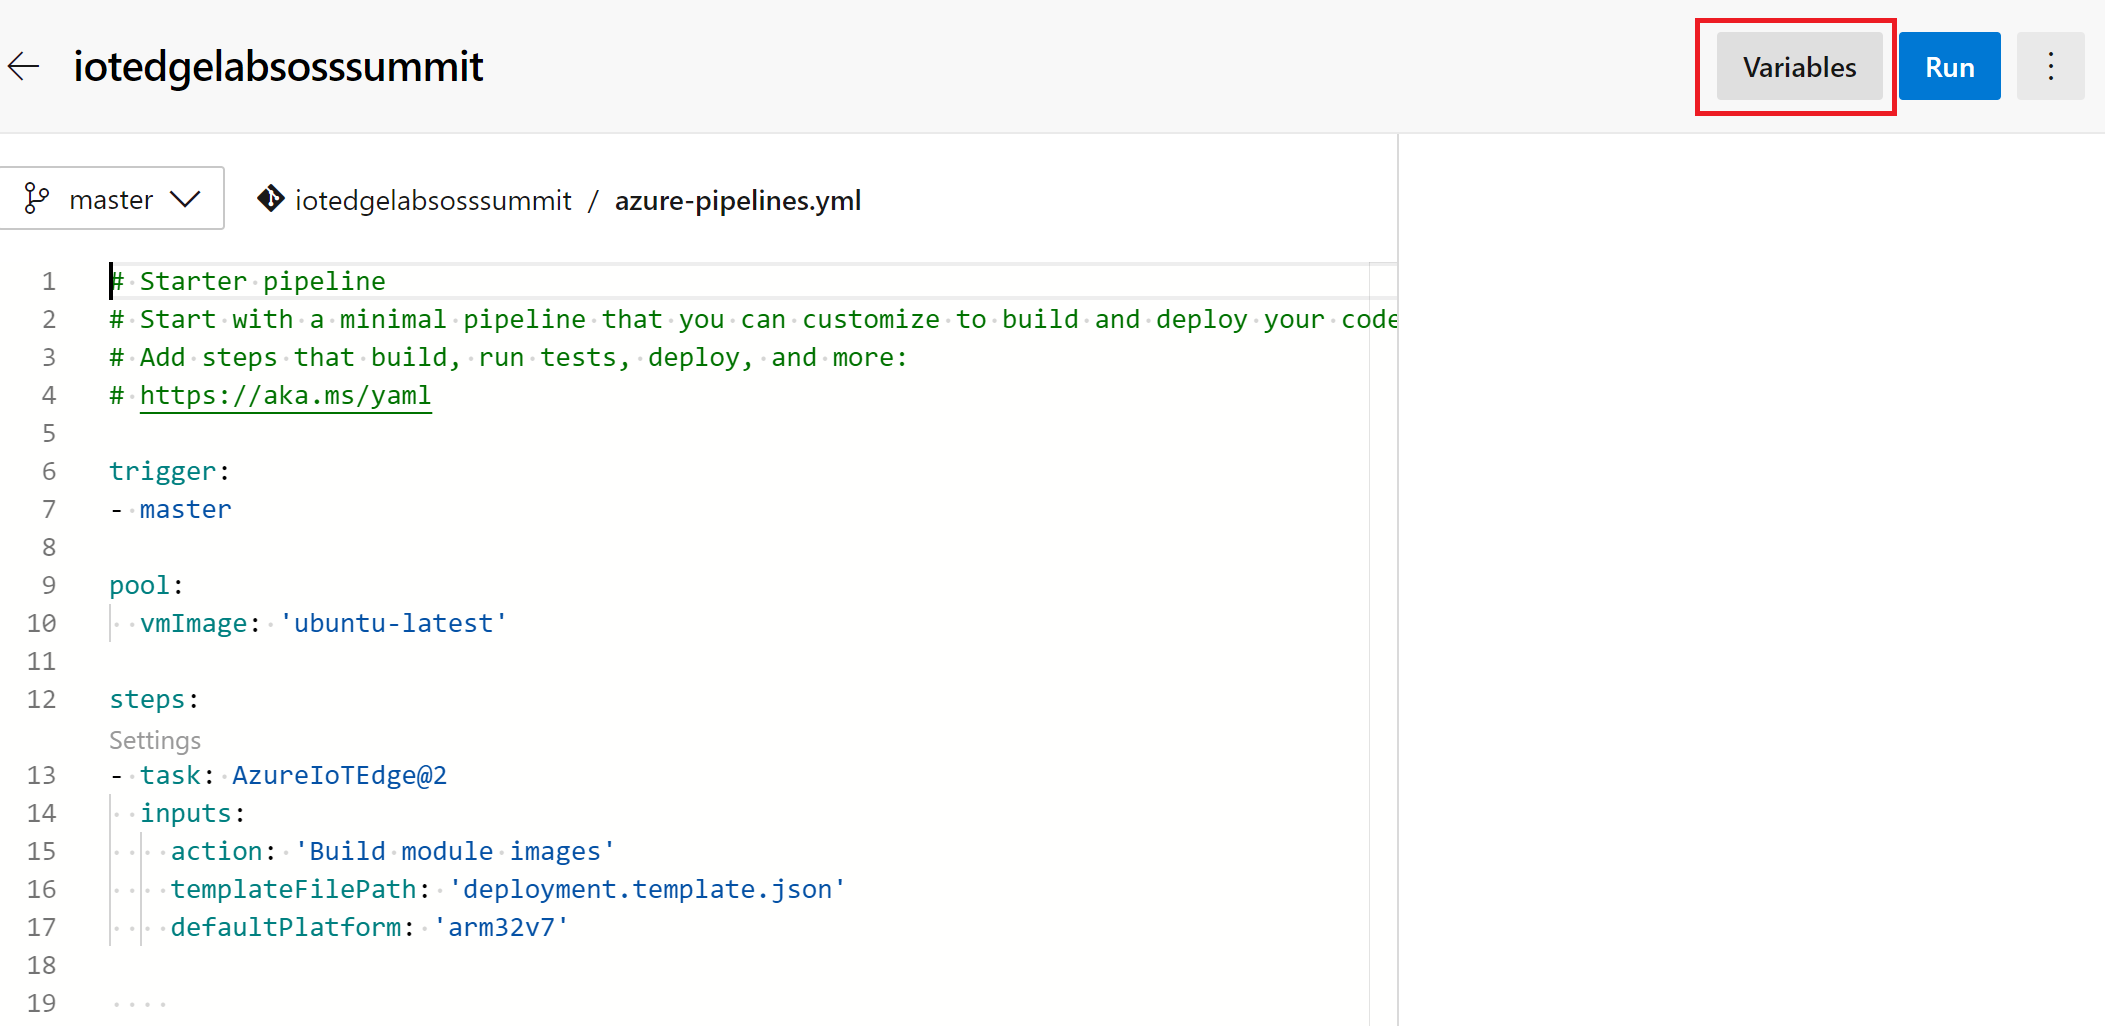 iotedgelabsosssummit
Variables
Run
master
iotedgelabsosssummit / azure-pipelines.yml
1 # Starter pipeline
2 # Start with a minimal pipeline that you can customize to build and deploy your code
3 # Add steps that build, run tests, deploy, and more:
4 # https://aka.ms/yaml
5
6 trigger:
7 - master
8
9 pool:
10   vmImage: 'ubuntu-latest'
11
12 steps:
Settings
13 - task: AzureIoTEdge@2
14   inputs:
15     action: 'Build module images'
16     templateFilePath: 'deployment.template.json'
17     defaultPlatform: 'arm32v7'
18
19